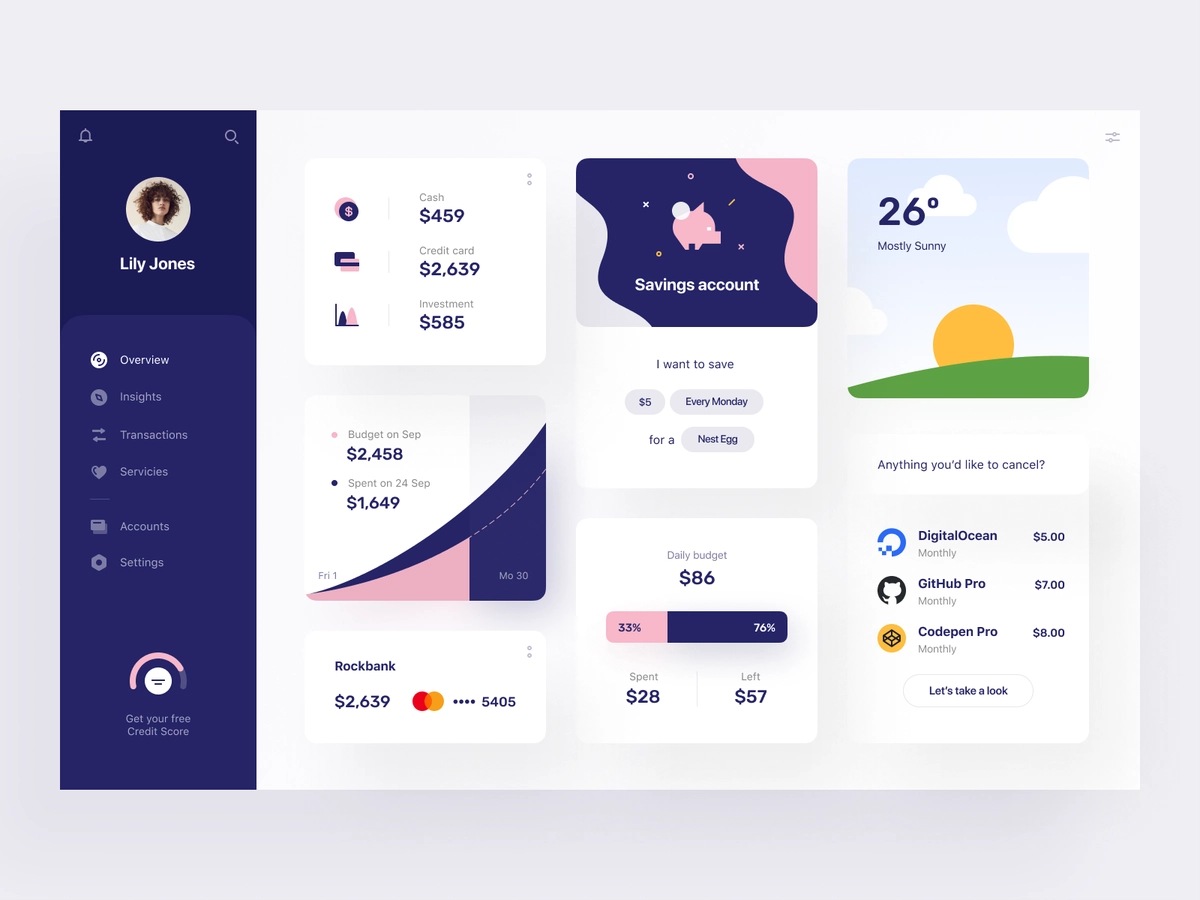 Lily Jones
Overview
Insights
Transactions
Servicies
Accounts
Settings
Get your free
Credit Score
$
Cash
$459
Credit card
$2,639
Investment
$585
Budget on Sep
$2,458
Spent on 24 Sep
$1,649
Fri 1
Mo 30
Rockbank
$2,639
•••• 5405
Savings account
I want to save
$5 Every Monday
for a Nest Egg
Daily budget
$86
33% 76%
Spent Left
$28 $57
26º
Mostly Sunny
Anything you'd like to cancel?
DigitalOcean $5.00
Monthly
GitHub Pro $7.00
Monthly
Codepen Pro $8.00
Monthly
Let's take a look